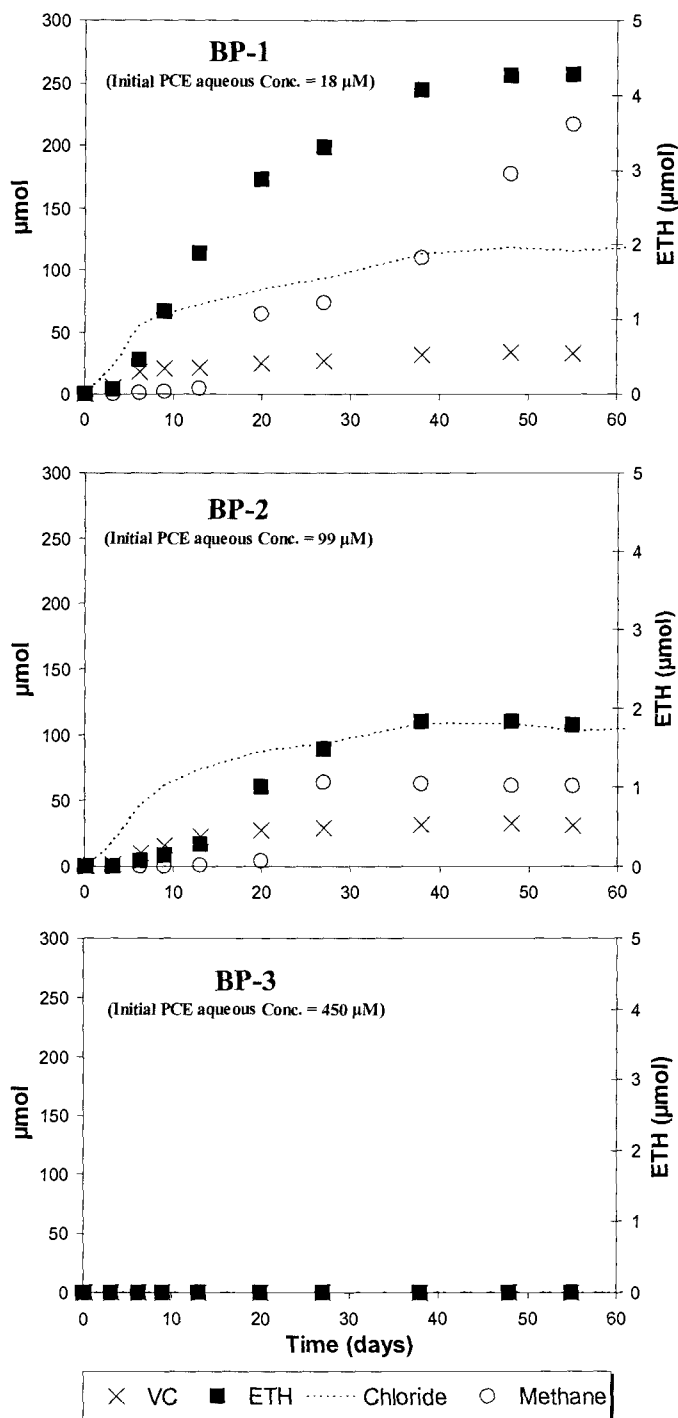 BP-1
(Initial PCE aqueous Conc. = 18 µM)
300
250
200
150
100
50
0
µmol
5
4
3
2
1
0
ETH (µmol)
0 10 20 30 40 50 60
BP-2
(Initial PCE aqueous Conc. = 99 µM)
300
250
200
150
100
50
0
µmol
5
4
3
2
1
0
ETH (µmol)
0 10 20 30 40 50 60
BP-3
(Initial PCE aqueous Conc. = 450 µM)
300
250
200
150
100
50
0
µmol
5
4
3
2
1
0
ETH (µmol)
0 10 20 30 40 50 60
Time (days)
VC ETH Chloride Methane